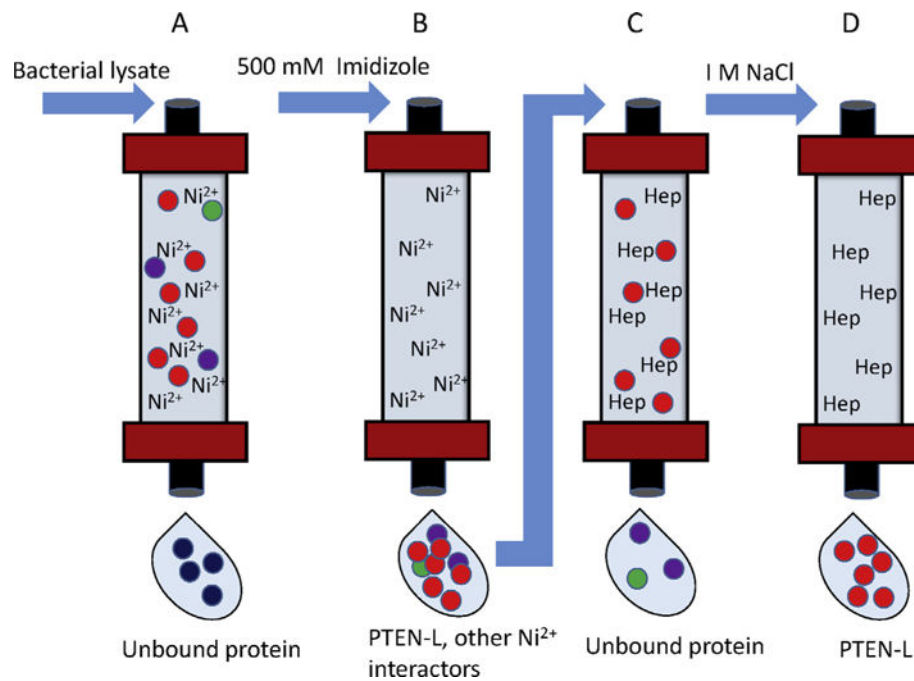 A
B
C
D
Bacterial lysate
500 mM Imidizole
I M NaCl
Ni²⁺
Ni²⁺
Ni²⁺
Ni²⁺
Ni²⁺
Ni²⁺
Ni²⁺
Ni²⁺
Ni²⁺
Ni²⁺
Ni²⁺
Ni²⁺
Ni²⁺
Ni²⁺
Hep
Hep
Hep
Hep
Hep
Hep
Hep
Hep
Hep
Hep
Hep
Hep
Unbound protein
PTEN-L, other Ni²⁺
interactors
Unbound protein
PTEN-L